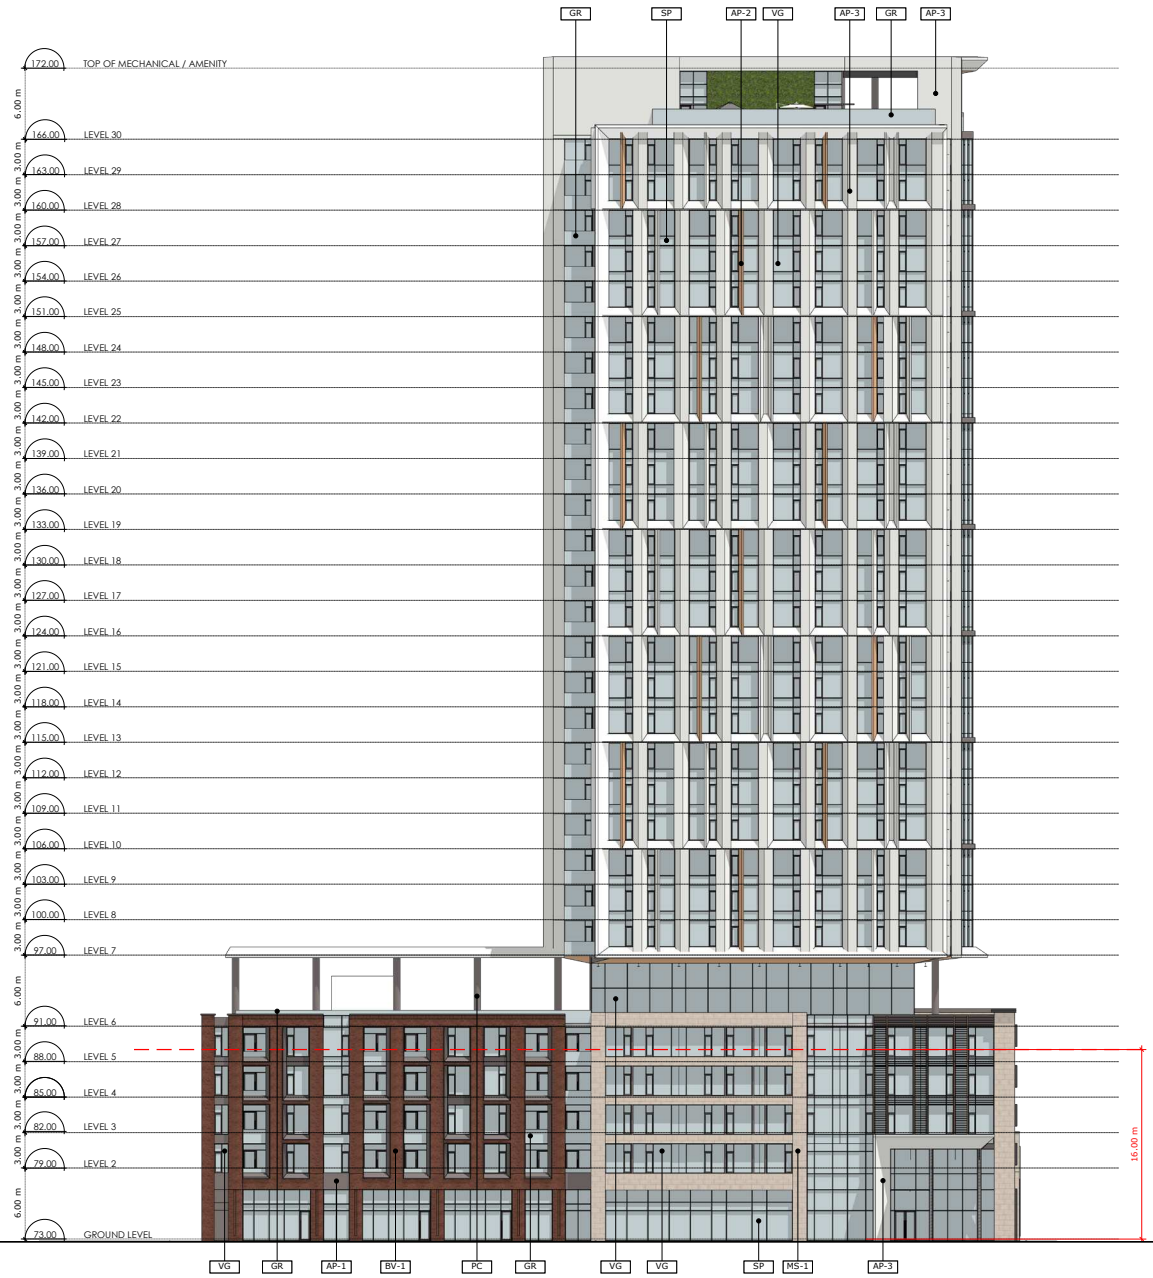 GR SP AP-2 VG AP-3 GR AP-3
172.00 TOP OF MECHANICAL / AMENITY
6.00 m
166.00 LEVEL 30
3.00 m
163.00 LEVEL 29
3.00 m
160.00 LEVEL 28
3.00 m
157.00 LEVEL 27
3.00 m
154.00 LEVEL 26
3.00 m
151.00 LEVEL 25
3.00 m
148.00 LEVEL 24
3.00 m
145.00 LEVEL 23
3.00 m
142.00 LEVEL 22
3.00 m
139.00 LEVEL 21
3.00 m
136.00 LEVEL 20
3.00 m
133.00 LEVEL 19
3.00 m
130.00 LEVEL 18
3.00 m
127.00 LEVEL 17
3.00 m
124.00 LEVEL 16
3.00 m
121.00 LEVEL 15
3.00 m
118.00 LEVEL 14
3.00 m
115.00 LEVEL 13
3.00 m
112.00 LEVEL 12
3.00 m
109.00 LEVEL 11
3.00 m
106.00 LEVEL 10
3.00 m
103.00 LEVEL 9
3.00 m
100.00 LEVEL 8
3.00 m
97.00 LEVEL 7
6.00 m
91.00 LEVEL 6
3.00 m
88.00 LEVEL 5
3.00 m
85.00 LEVEL 4
3.00 m
82.00 LEVEL 3
3.00 m
79.00 LEVEL 2
6.00 m
73.00 GROUND LEVEL
16.00 m
VG GR AP-1 BV-1 PC GR VG VG SP MS-1 AP-3